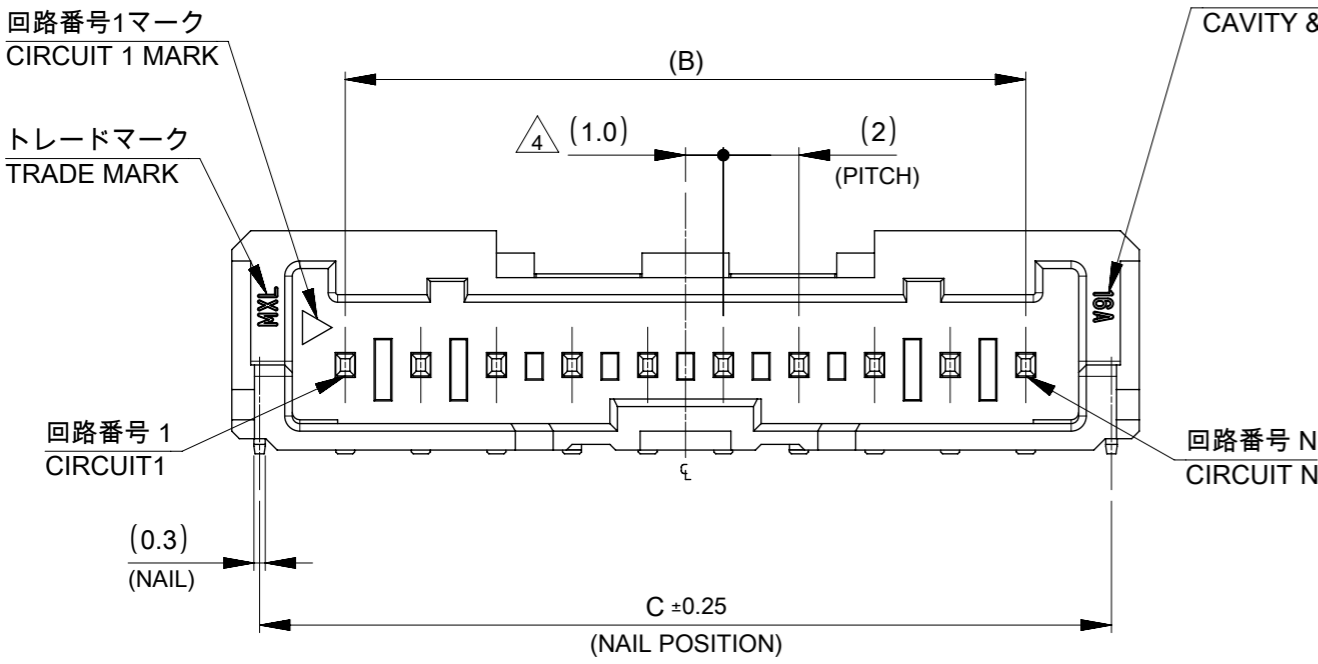 回路番号1マーク
CIRCUIT 1 MARK
CAVITY &
(B)
トレードマーク
TRADE MARK
4 (1.0)
(2)
(PITCH)
MXL
16A
回路番号 1
CIRCUIT1
回路番号 N
CIRCUIT N
℄
(0.3)
(NAIL)
C ±0.25
(NAIL POSITION)